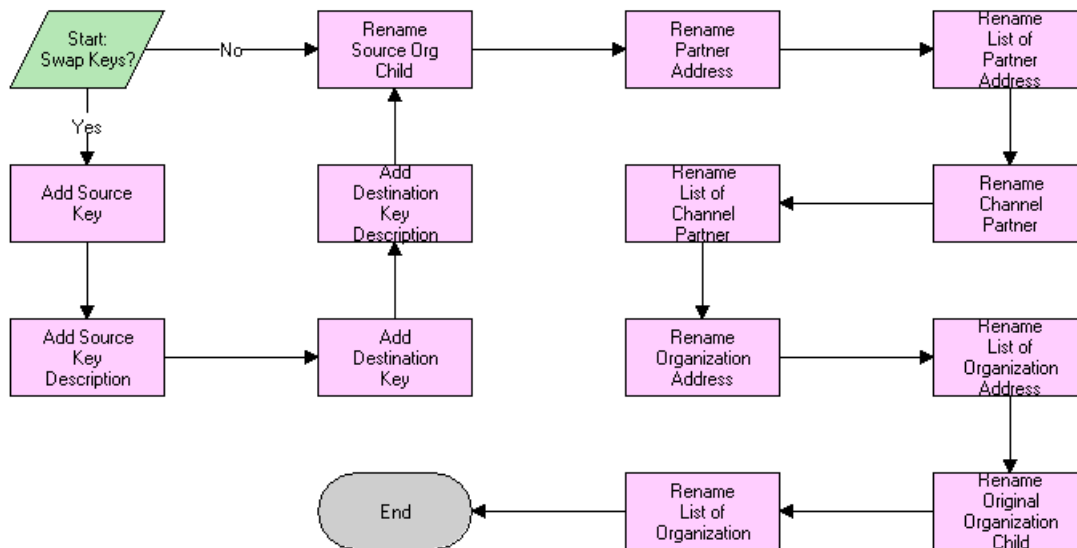 Start:
Swap Keys?
No
Rename
Source Org
Child
Rename
Partner
Address
Rename
List of
Partner
Address
Yes
Add Source
Key
Add
Destination
Key
Description
Rename
List of
Channel
Partner
Rename
Channel
Partner
Add Source
Key
Description
Add
Destination
Key
Rename
Organization
Address
Rename
List of
Organization
Address
End
Rename
List of
Organization
Rename
Original
Organization
Child